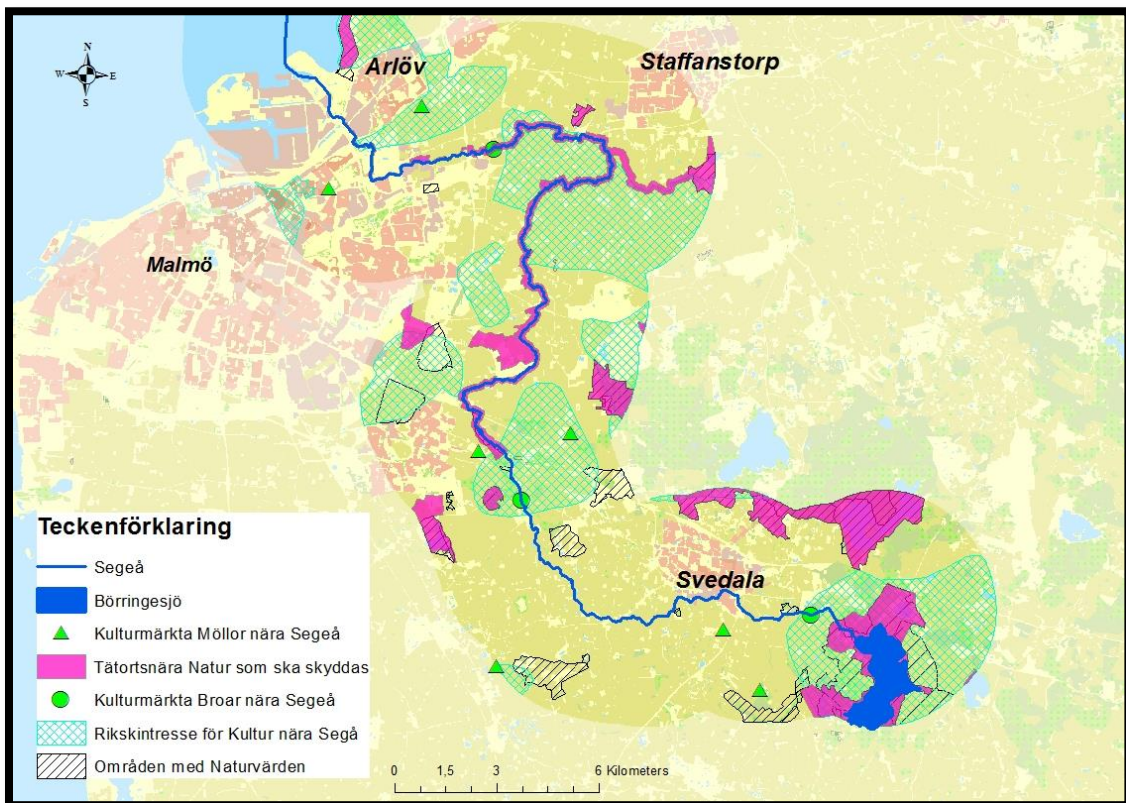 N
W E
S
Arlöv
Staffanstorp
Malmö
Svedala
Teckenförklaring
Segeå
Börringesjö
Kulturmärkta Möllor nära Segeå
Tätortsnära Natur som ska skyddas
Kulturmärkta Broar nära Segeå
Rikskintresse för Kultur nära Segå
Områden med Naturvärden
0 1,5 3 6 Kilometers